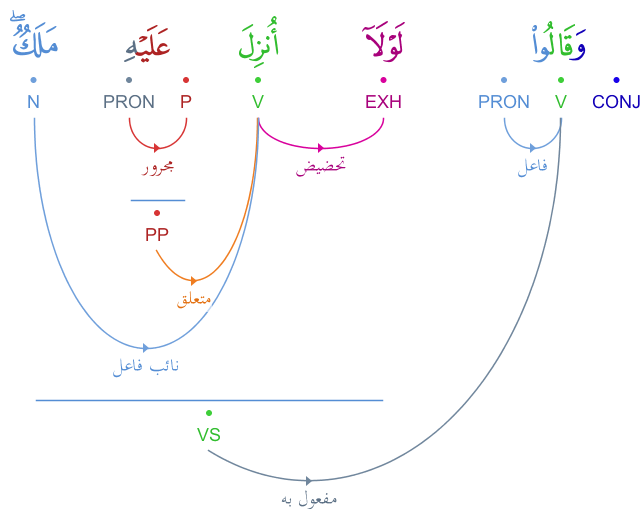 وَقَالُوا۟ لَوْلَآ أُنزِلَ عَلَيْهِ مَلَكٌ ۖ
CONJ V PRON EXH V P PRON N
فاعل تحضيض مجرور
PP
متعلق
نائب فاعل
VS
مفعول به